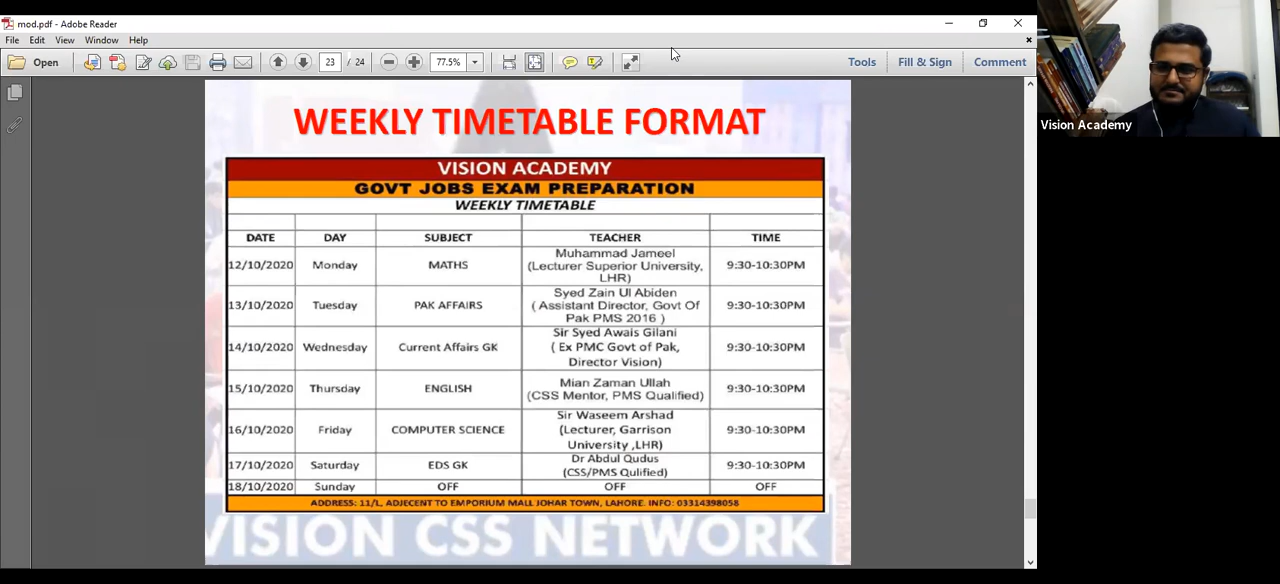 mod.pdf - Adobe Reader
File Edit View Window Help
Open 23 / 24 77.5% Tools Fill & Sign Comment
Vision Academy
WEEKLY TIMETABLE FORMAT
VISION ACADEMY
GOVT JOBS EXAM PREPARATION
WEEKLY TIMETABLE
DATE DAY SUBJECT TEACHER TIME
12/10/2020 Monday MATHS Muhammad Jameel
(Lecturer Superior University,
LHR) 9:30-10:30PM
13/10/2020 Tuesday PAK AFFAIRS Syed Zain Ul Abiden
( Assistant Director, Govt Of
Pak PMS 2016 ) 9:30-10:30PM
14/10/2020 Wednesday Current Affairs GK Sir Syed Awais Gilani
( Ex PMC Govt of Pak,
Director Vision) 9:30-10:30PM
15/10/2020 Thursday ENGLISH Mian Zaman Ullah
(CSS Mentor, PMS Qualified) 9:30-10:30PM
16/10/2020 Friday COMPUTER SCIENCE Sir Waseem Arshad
(Lecturer, Garrison
University ,LHR) 9:30-10:30PM
17/10/2020 Saturday EDS GK Dr Abdul Qudus
(CSS/PMS Qulified) 9:30-10:30PM
18/10/2020 Sunday OFF OFF OFF
ADDRESS: 11/L, ADJECENT TO EMPORIUM MALL JOHAR TOWN, LAHORE. INFO: 03314398058
VISION CSS NETWORK